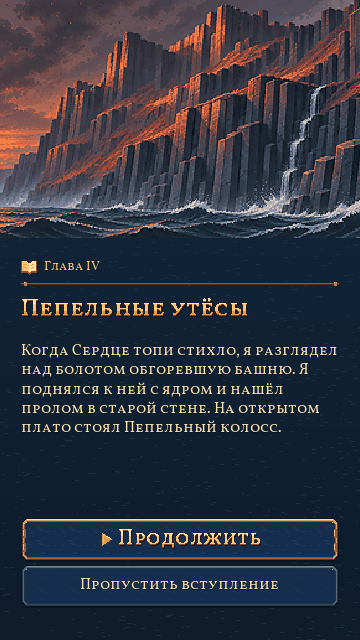 Глава IV
Пепельные утёсы
Когда Сердце топи стихло, я разглядел
над болотом обгоревшую башню. Я
поднялся к ней с ядром и нашёл
пролом в старой стене. На открытом
плато стоял Пепельный колосс.
Продолжить
Пропустить вступление